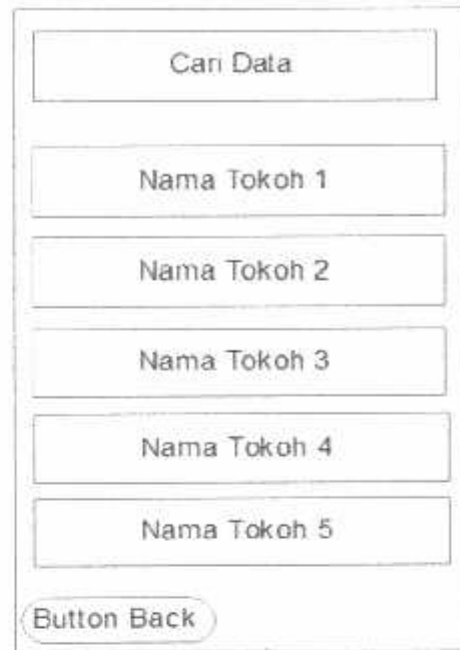 Cari Data
Nama Tokoh 1
Nama Tokoh 2
Nama Tokoh 3
Nama Tokoh 4
Nama Tokoh 5
Button Back